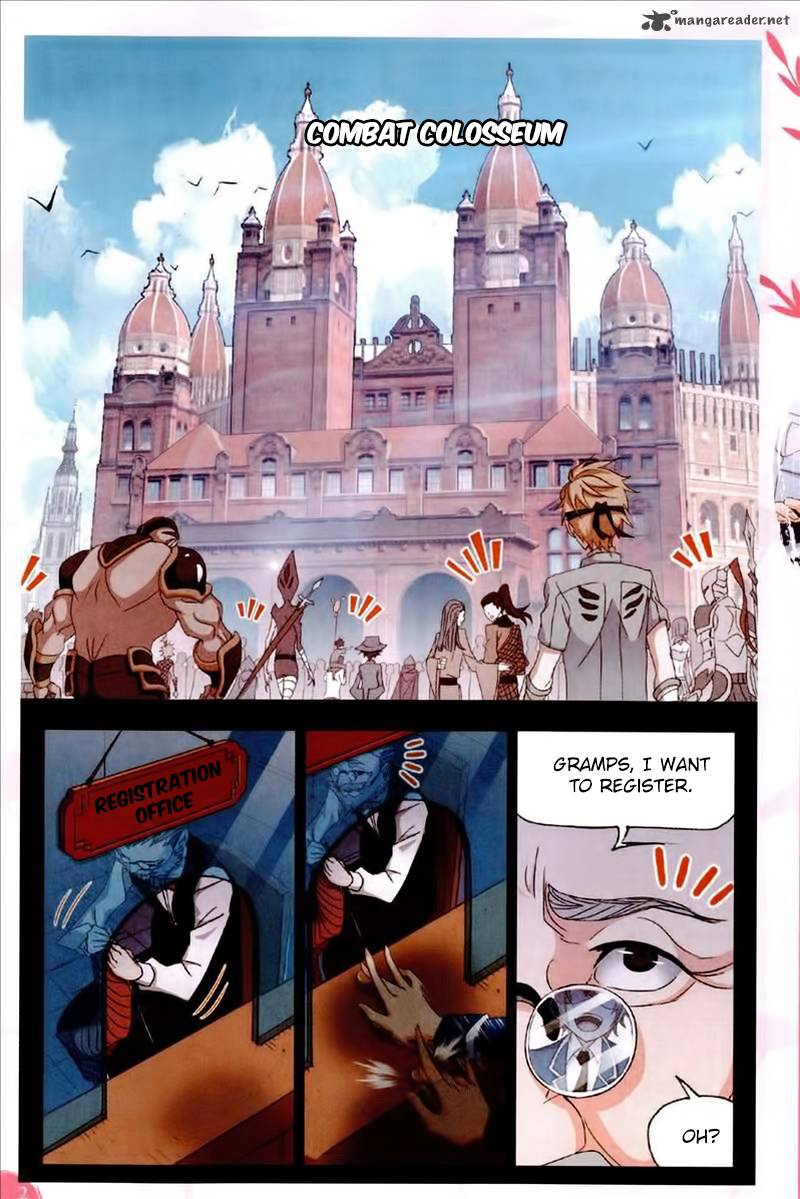 mangareader.net
COMBAT COLOSSEUM
REGISTRATION
OFFICE
GRAMPS, I WANT
TO REGISTER.
OH?
2